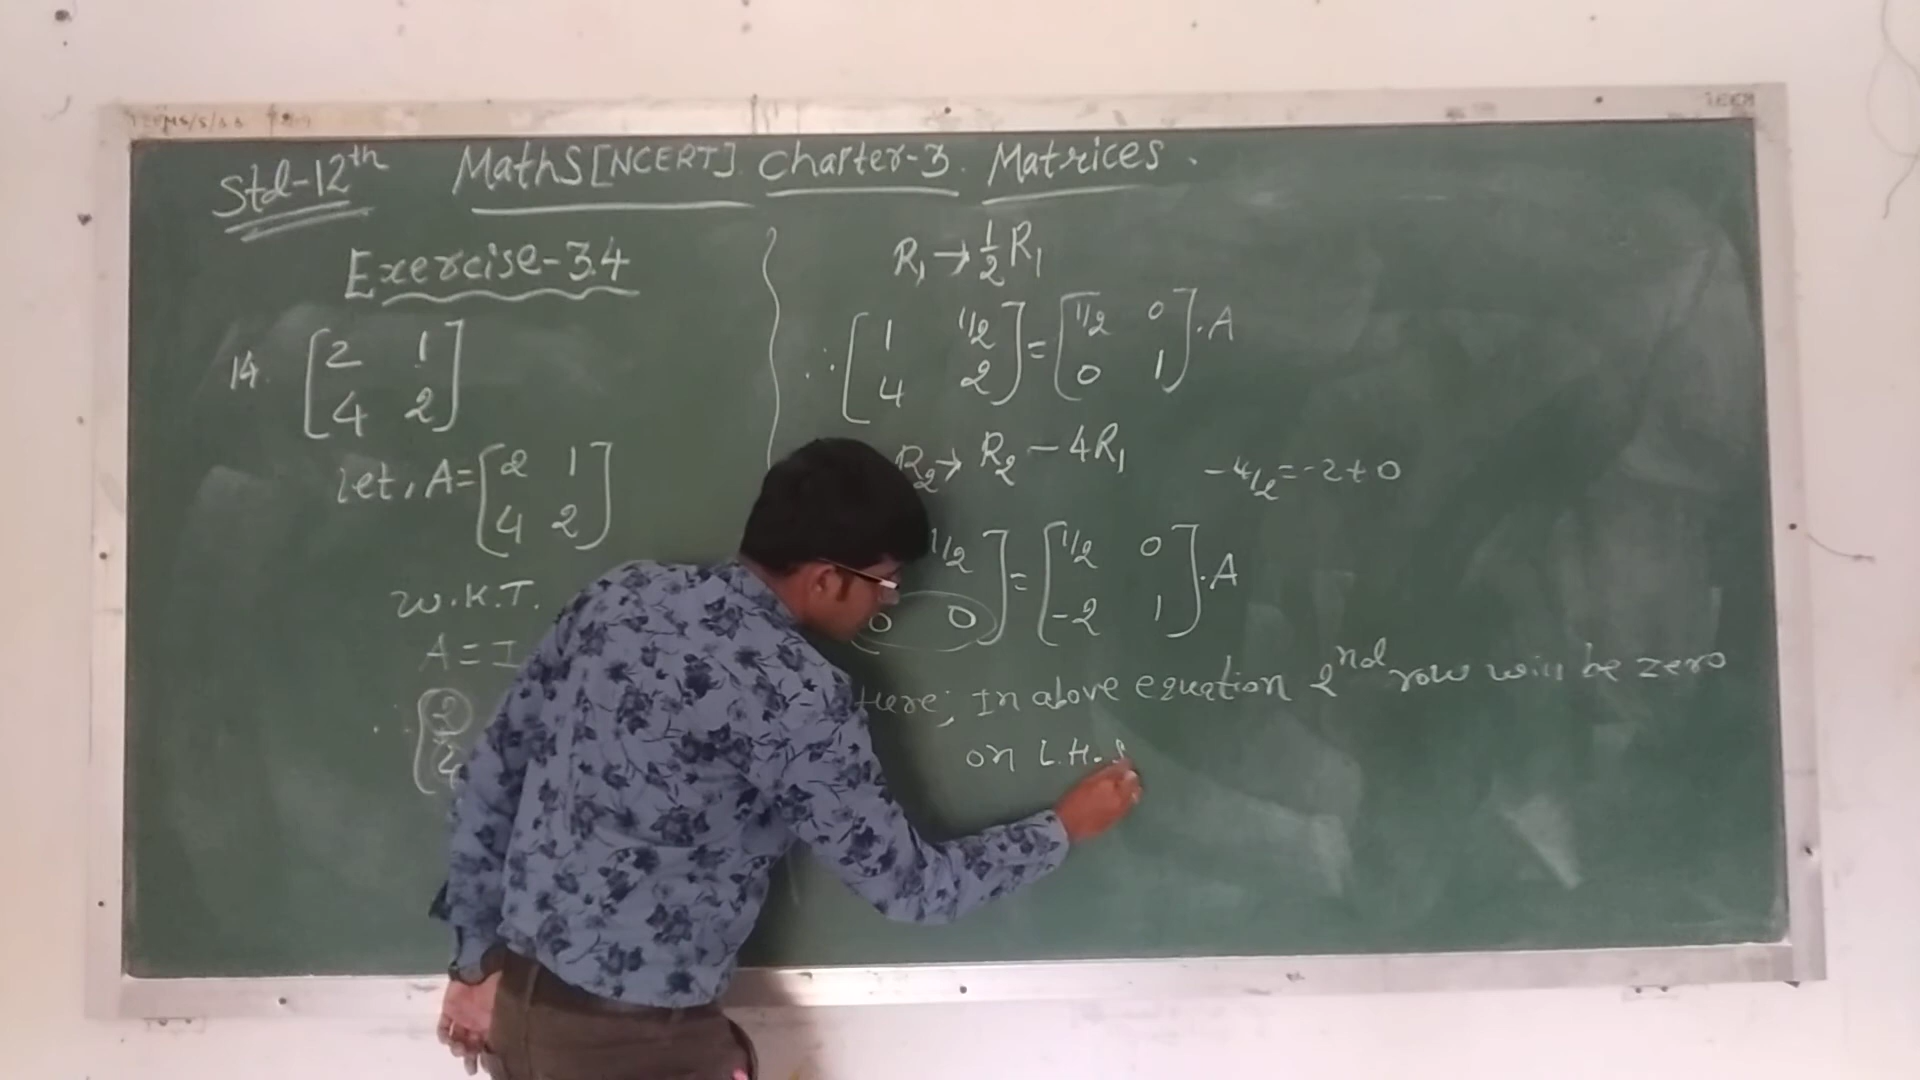 Std-12th MathS [NCERT]. Charter-3. Matrices.
Exercise-3.4
14. [2 1
4 2]
let, A = [2 1
4 2]
W.K.T.
A = I
∴ [2
4
R₁ → 1/2 R₁
∴ [1 1/2
4 2] = [1/2 0
0 1] . A
R₂ → R₂ - 4R₁
-4/2 = -2 + 0
1/2
0 0] = [1/2 0
-2 1] . A
Here, In above equation 2nd row will be zero
on L.H.S